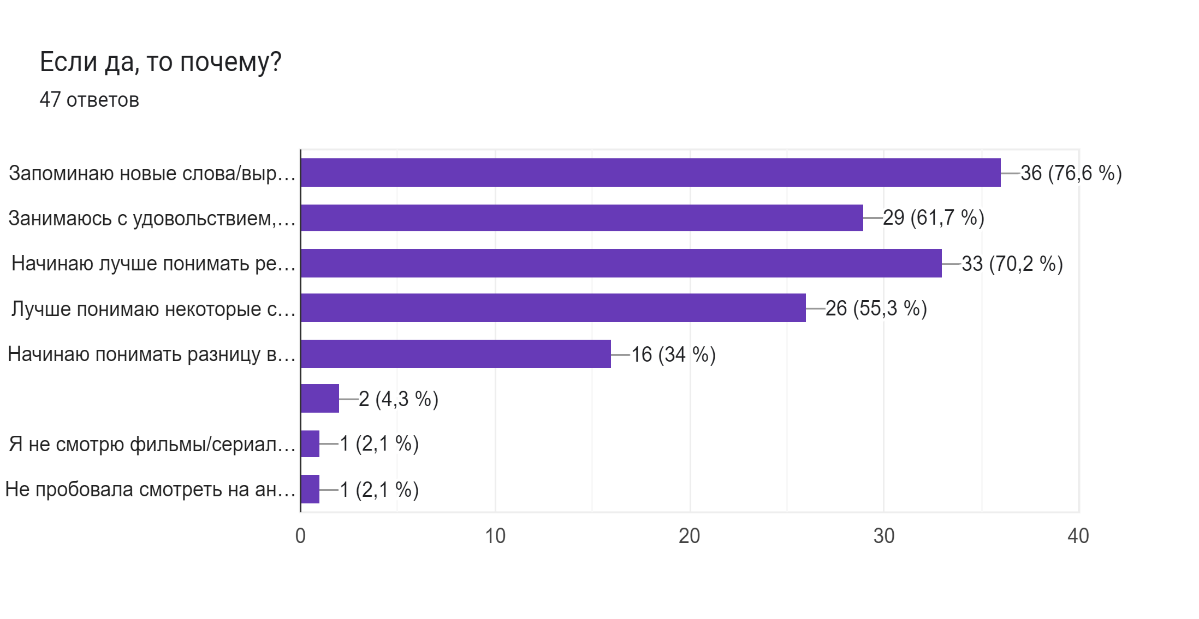 Если да, то почему?
47 ответов
Запоминаю новые слова/выр…
36 (76,6 %)
Занимаюсь с удовольствием,…
29 (61,7 %)
Начинаю лучше понимать ре…
33 (70,2 %)
Лучше понимаю некоторые с…
26 (55,3 %)
Начинаю понимать разницу в…
16 (34 %)
2 (4,3 %)
Я не смотрю фильмы/сериал…
1 (2,1 %)
Не пробовала смотреть на ан…
1 (2,1 %)
0 10 20 30 40